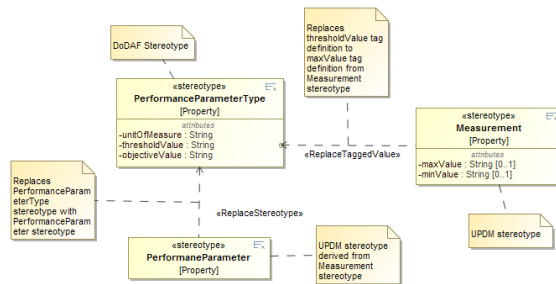 DoDAF Stereotype
Replaces
thresholdValue tag
definition to
maxValue tag
definition from
Measurement
stereotype
«stereotype»
PerformanceParameterType
[Property]
attributes
-unitOfMeasure : String
-thresholdValue : String
-objectiveValue : String
«stereotype»
Measurement
[Property]
attributes
-maxValue : String [0..1]
-minValue : String [0..1]
«ReplaceTaggedValue»
Replaces
PerformanceParam
eterType
stereotype with
PerformanceParam
eter stereotype
«ReplaceStereotype»
UPDM stereotype
«stereotype»
PerformaneParameter
[Property]
UPDM stereotype
derived from
Measurement
stereotype